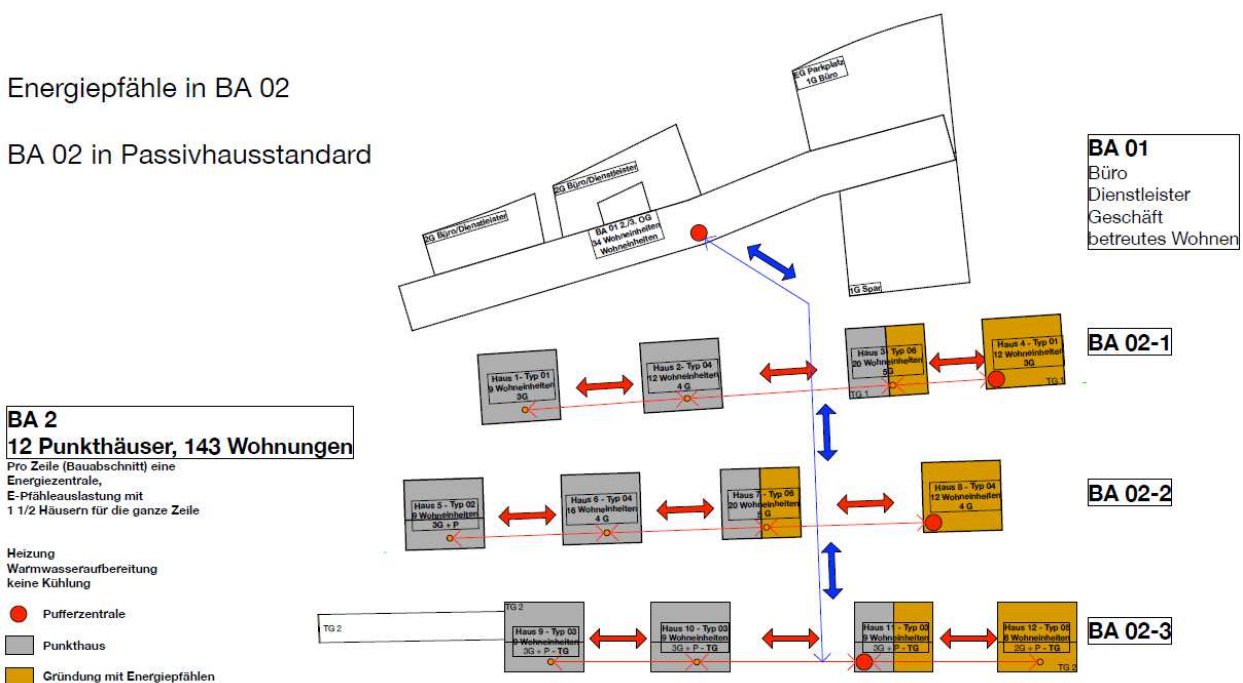 Energiepfähle in BA 02
BA 02 in Passivhausstandard
EG Parkplatz
1G Büro
2G Büro/Dienstleister
2G Büro/Dienstleister
BA 01 2./3. OG
34 Wohneinheiten
Wohneinheiten
1G Spar
BA 01
Büro
Dienstleister
Geschäft
betreutes Wohnen
Haus 1- Typ 01
9 Wohneinheiten
3G
Haus 2- Typ 04
12 Wohneinheiten
4 G
Haus 3- Typ 06
20 Wohneinheiten
5G
TG 1
Haus 4 - Typ 01
12 Wohneinheiten
3G
TG 1
BA 02-1
BA 2
12 Punkthäuser, 143 Wohnungen
Pro Zeile (Bauabschnitt) eine
Energiezentrale,
E-Pfähleauslastung mit
1 1/2 Häusern für die ganze Zeile
Haus 5 - Typ 02
9 Wohneinheiten
3G + P
Haus 6 - Typ 04
16 Wohneinheiten
4 G
Haus 7 - Typ 06
20 Wohneinheiten
G
Haus 8 - Typ 04
12 Wohneinheiten
4 G
BA 02-2
Heizung
Warmwasseraufbereitung
keine Kühlung
Pufferzentrale
Punkthaus
Gründung mit Energiepfählen
TG 2
TG 2
Haus 9 - Typ 03
Wohneinheiten
3G + P - TG
Haus 10 - Typ 03
9 Wohneinheiten
3G + P - TG
Haus 11 - Typ 03
9 Wohneinheiten
3G + P - TG
Haus 12 - Typ 05
6 Wohneinheiten
2G + P - TG
TG 2
BA 02-3